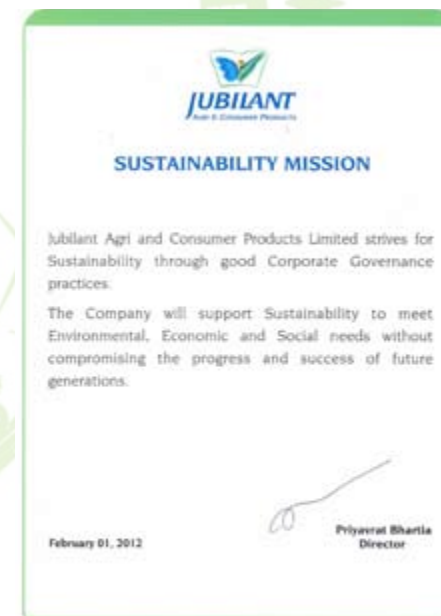 JUBILANT
Agri & Consumer Products
SUSTAINABILITY MISSION
Jubilant Agri and Consumer Products Limited strives for
Sustainability through good Corporate Governance
practices.
The Company will support Sustainability to meet
Environmental, Economic and Social needs without
compromising the progress and success of future
generations.
February 01, 2012
Priyavrat Bhartia
Director